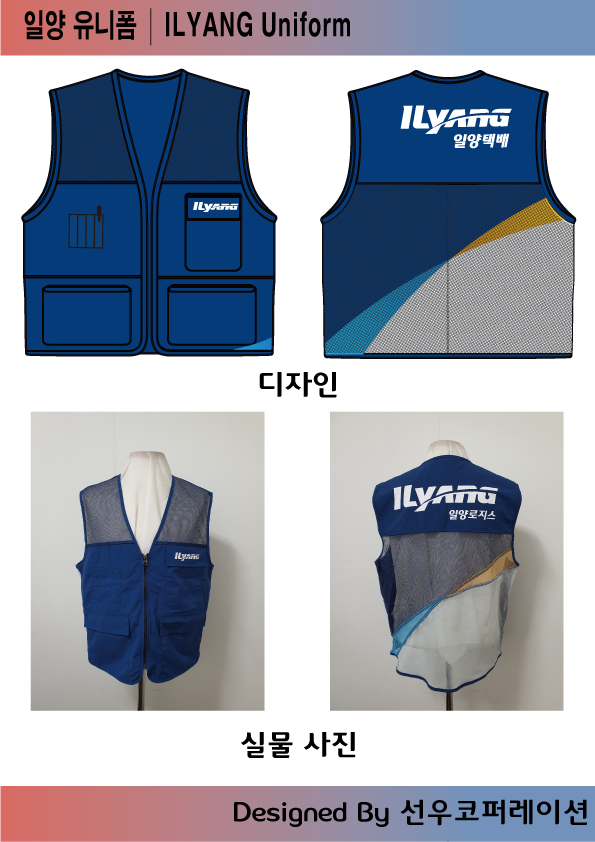 일양 유니폼 | ILYANG Uniform
ILYANG
ILYANG
일양택배
디자인
ILYANG
ILYANG
일양로지스
실물 사진
Designed By 선우코퍼레이션